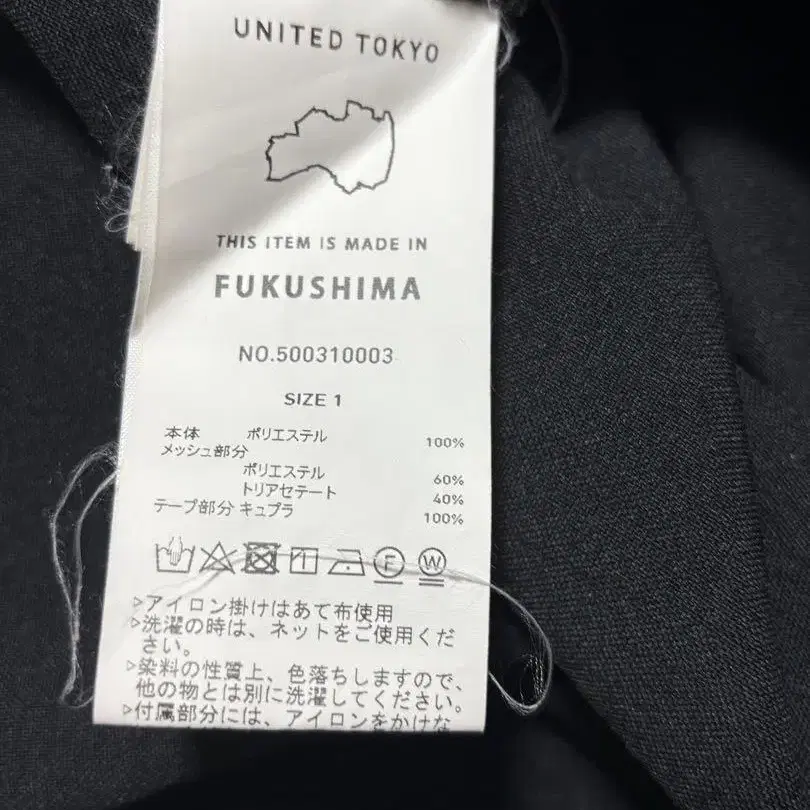 UNITED TOKYO
THIS ITEM IS MADE IN
FUKUSHIMA
NO.500310003
SIZE 1
本体 ポリエステル 100%
メッシュ部分
ポリエステル 60%
トリアセテート 40%
テープ部分 キュプラ 100%
F W
▷アイロン掛けはあて布使用
▷洗濯の時は、ネットをご使用くだ
さい。
▷染料の性質上、色落ちしますので、
他の物とは別に洗濯してください。
▷付属部分には、アイロンをかけな